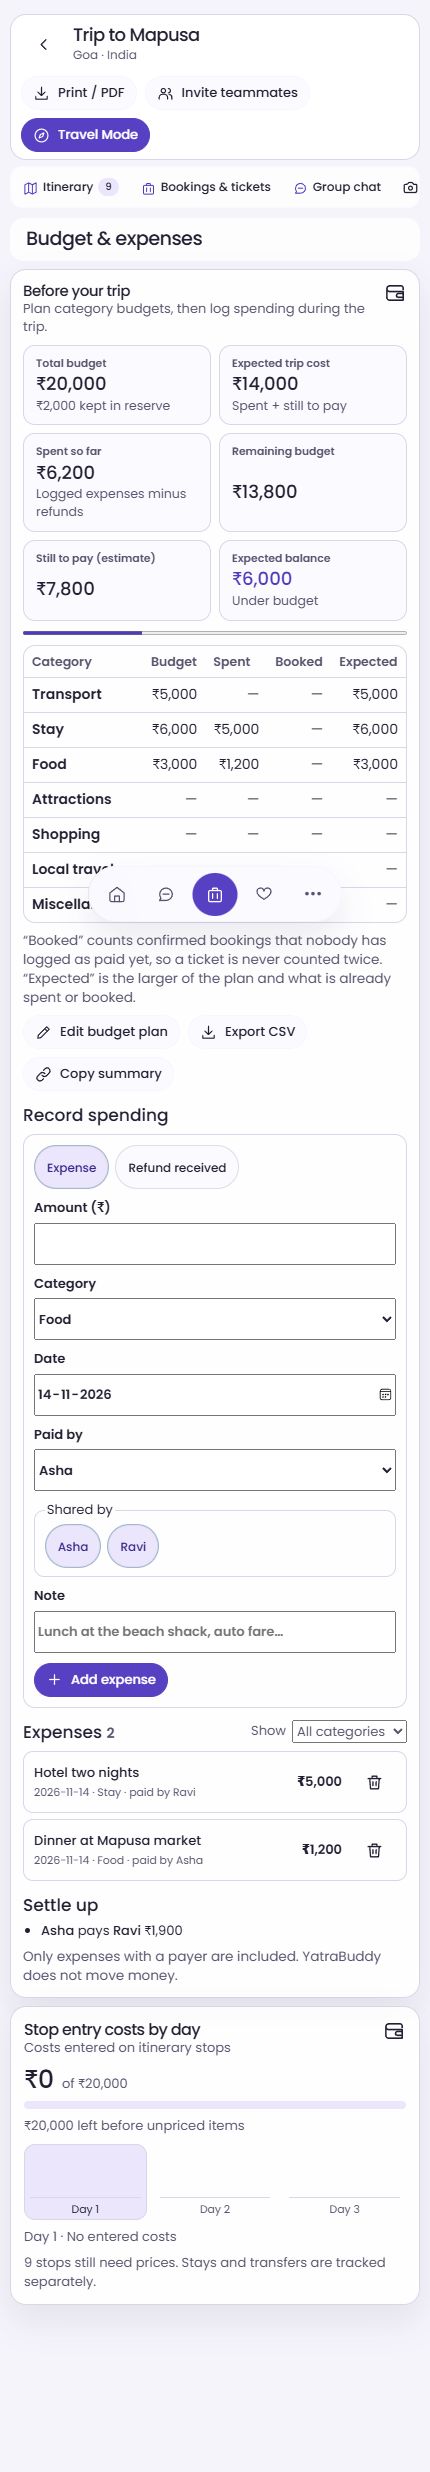 Trip to Mapusa
Goa · India
Print / PDF
Invite teammates
Travel Mode
Itinerary 9 Bookings & tickets Group chat
Budget & expenses
Before your trip
Plan category budgets, then log spending during the
trip.
Total budget
₹20,000
₹2,000 kept in reserve
Expected trip cost
₹14,000
Spent + still to pay
Spent so far
₹6,200
Logged expenses minus
refunds
Remaining budget
₹13,800
Still to pay (estimate)
₹7,800
Expected balance
₹6,000
Under budget
Category Budget Spent Booked Expected
Transport ₹5,000 — — ₹5,000
Stay ₹6,000 ₹5,000 — ₹6,000
Food ₹3,000 ₹1,200 — ₹3,000
Attractions — — — —
Shopping — — — —
Local —
—
“Booked” counts confirmed bookings that nobody has
logged as paid yet, so a ticket is never counted twice.
“Expected” is the larger of the plan and what is already
spent or booked.
Edit budget plan
Export CSV
Copy summary
Record spending
Expense
Refund received
Amount (₹)
Category
Food
Date
14-11-2026
Paid by
Asha
Shared by
Asha
Ravi
Note
Lunch at the beach shack, auto fare...
+ Add expense
Expenses 2
Show All categories
Hotel two nights
2026-11-14 · Stay · paid by Ravi
₹5,000
Dinner at Mapusa market
2026-11-14 · Food · paid by Asha
₹1,200
Settle up
• Asha pays Ravi ₹1,900
Only expenses with a payer are included. YatraBuddy
does not move money.
Stop entry costs by day
Costs entered on itinerary stops
₹0 of ₹20,000
₹20,000 left before unpriced items
Day 1 Day 2 Day 3
Day 1 · No entered costs
9 stops still need prices. Stays and transfers are tracked
separately.